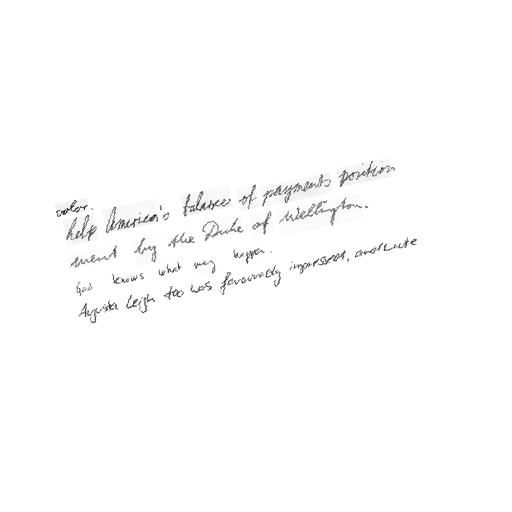 voter.
help America's balance of payments position
ment by the Duke of Wellington.
God knows what may happen.
Augusta Leigh too was favourably impressed, and wrote